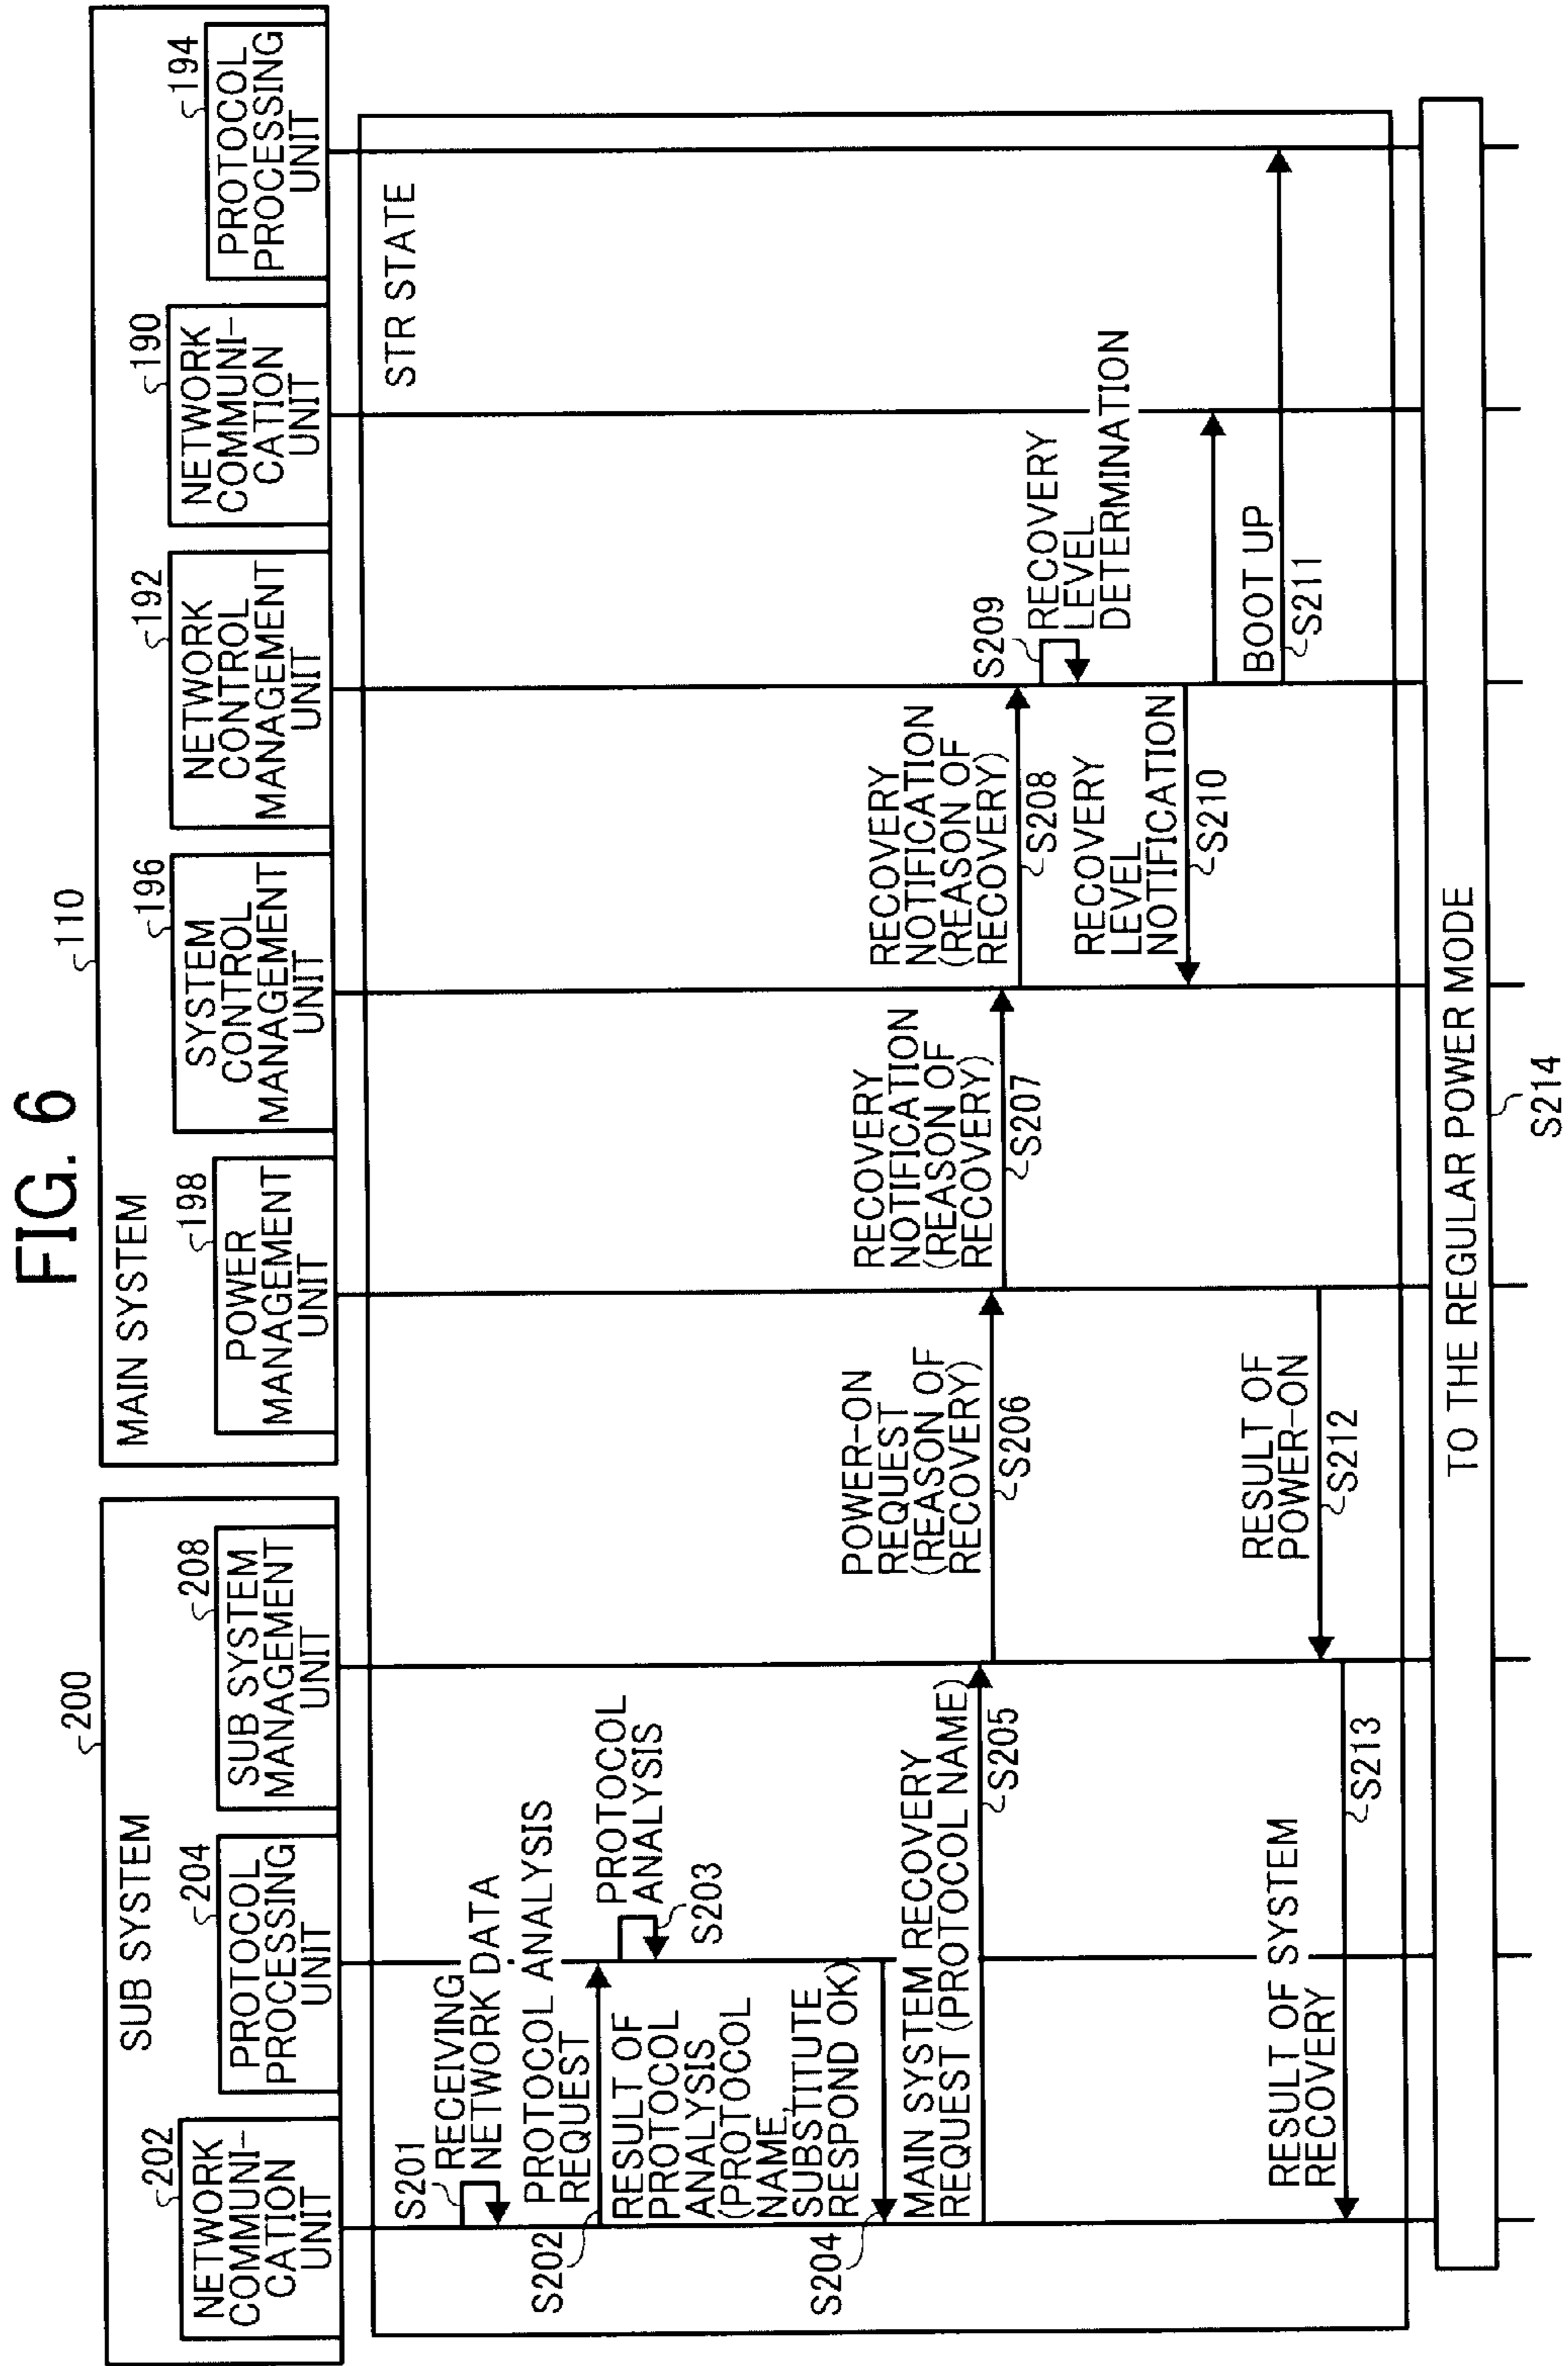 FIG. 6
200
SUB SYSTEM
202
NETWORK
COMMUNI-
CATION
UNIT
204
PROTOCOL
PROCESSING
UNIT
208
SUB SYSTEM
MANAGEMENT
UNIT
110
MAIN SYSTEM
198
POWER
MANAGEMENT
UNIT
196
SYSTEM
CONTROL
MANAGEMENT
UNIT
192
NETWORK
CONTROL
MANAGEMENT
UNIT
190
NETWORK
COMMUNI-
CATION
UNIT
194
PROTOCOL
PROCESSING
UNIT
STR STATE
S201
RECEIVING
NETWORK DATA
PROTOCOL ANALYSIS
REQUEST
S202
PROTOCOL
ANALYSIS
S203
RESULT OF
PROTOCOL
ANALYSIS
(PROTOCOL
NAME,
SUBSTITUTE
RESPOND OK)
S204
MAIN SYSTEM RECOVERY
REQUEST (PROTOCOL NAME)
S205
POWER-ON
REQUEST
(REASON OF
RECOVERY)
S206
RECOVERY
NOTIFICATION
(REASON OF
RECOVERY)
S207
RECOVERY
NOTIFICATION
(REASON OF
RECOVERY)
S208
S209
RECOVERY
LEVEL
DETERMINATION
RECOVERY
LEVEL
NOTIFICATION
S210
BOOT UP
S211
RESULT OF
POWER-ON
S212
RESULT OF SYSTEM
RECOVERY
S213
TO THE REGULAR POWER MODE
S214